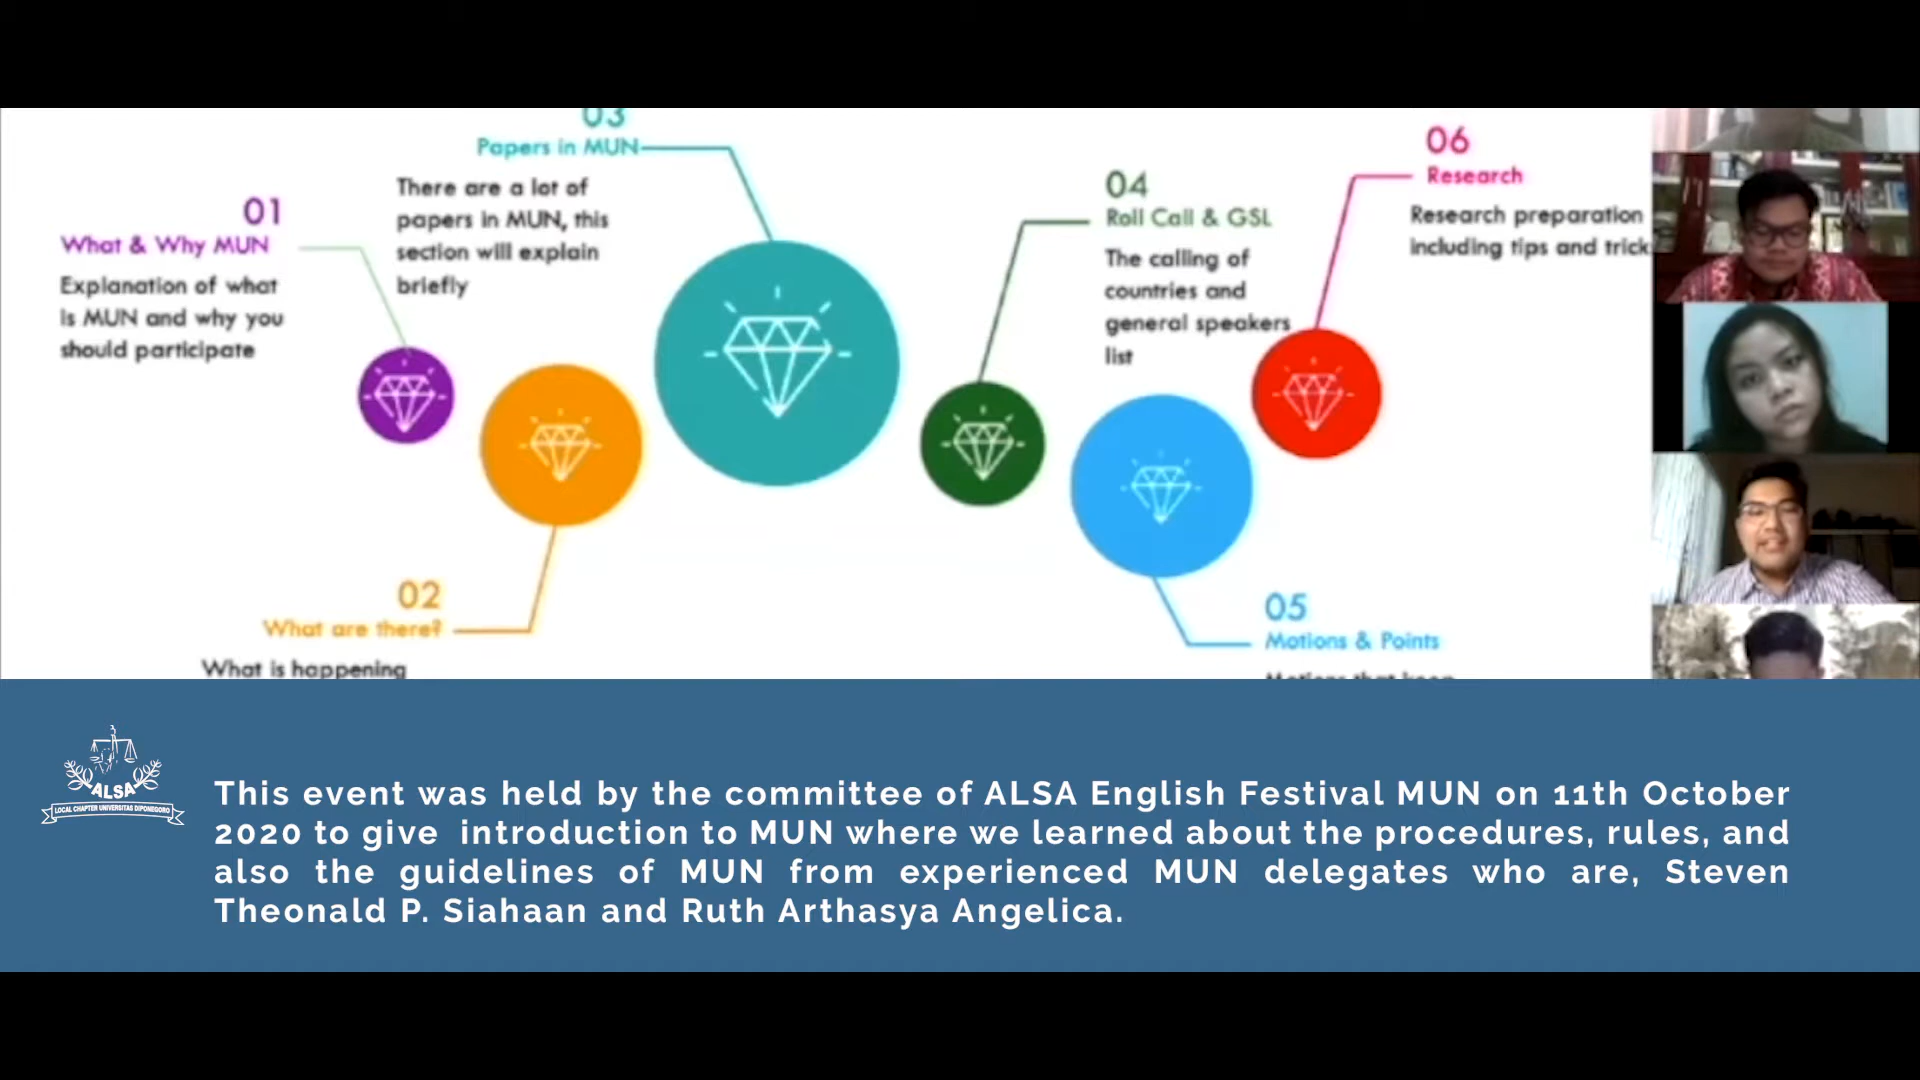 01
What & Why MUN
Explanation of what
is MUN and why you
should participate
03
Papers in MUN
There are a lot of
papers in MUN, this
section will explain
briefly
02
What are there?
What is happening
04
Roll Call & GSL
The calling of
countries and
general speakers
list
05
Motions & Points
Motions that keep
06
Research
Research preparation
including tips and trick
ALSA
LOCAL CHAPTER UNIVERSITAS DIPONEGORO
This event was held by the committee of ALSA English Festival MUN on 11th October
2020 to give introduction to MUN where we learned about the procedures, rules, and
also the guidelines of MUN from experienced MUN delegates who are, Steven
Theonald P. Siahaan and Ruth Arthasya Angelica.